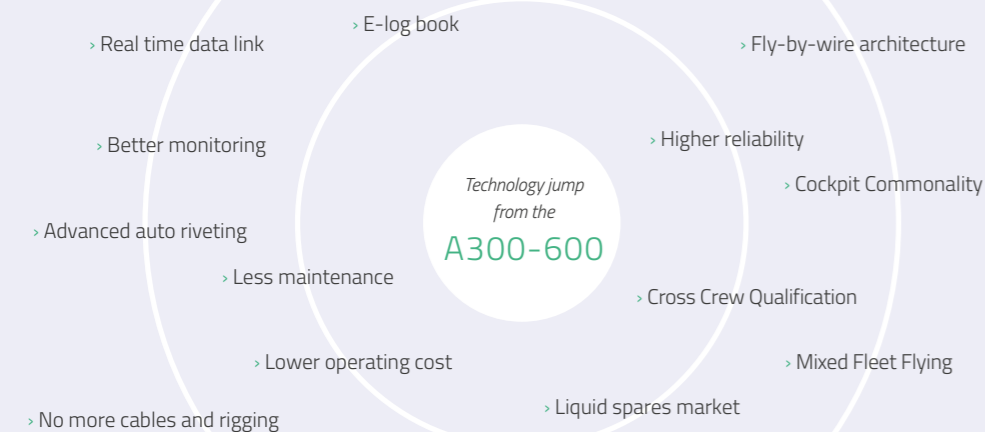 › E-log book
› Real time data link
› Fly-by-wire architecture
› Higher reliability
› Better monitoring
Technology jump
from the
A300-600
› Cockpit Commonality
› Advanced auto riveting
› Less maintenance
› Cross Crew Qualification
› Lower operating cost
› Mixed Fleet Flying
› Liquid spares market
› No more cables and rigging